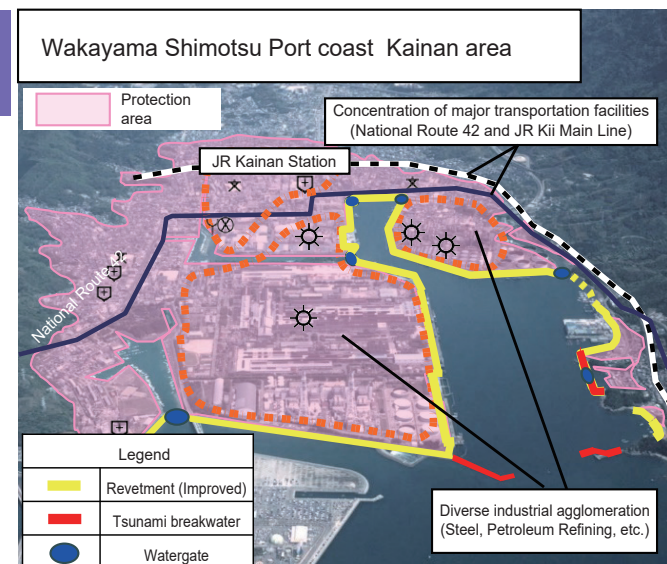 Wakayama Shimotsu Port coast Kainan area
Protection
area
Concentration of major transportation facilities
(National Route 42 and JR Kii Main Line)
JR Kainan Station
National Route 42
Legend
Revetment (Improved)
Tsunami breakwater
Watergate
Diverse industrial agglomeration
(Steel, Petroleum Refining, etc.)